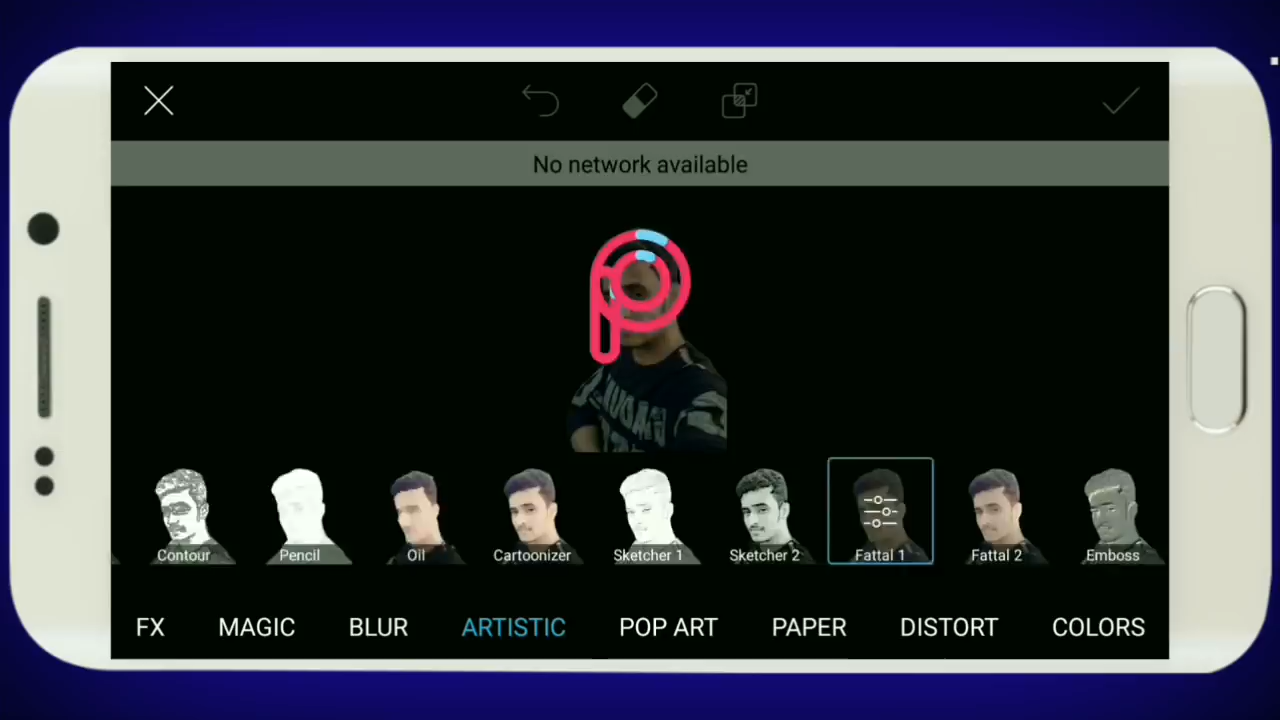 No network available
Contour Pencil Oil Cartoonizer Sketcher 1 Sketcher 2 Fattal 1 Fattal 2 Emboss
FX MAGIC BLUR ARTISTIC POP ART PAPER DISTORT COLORS